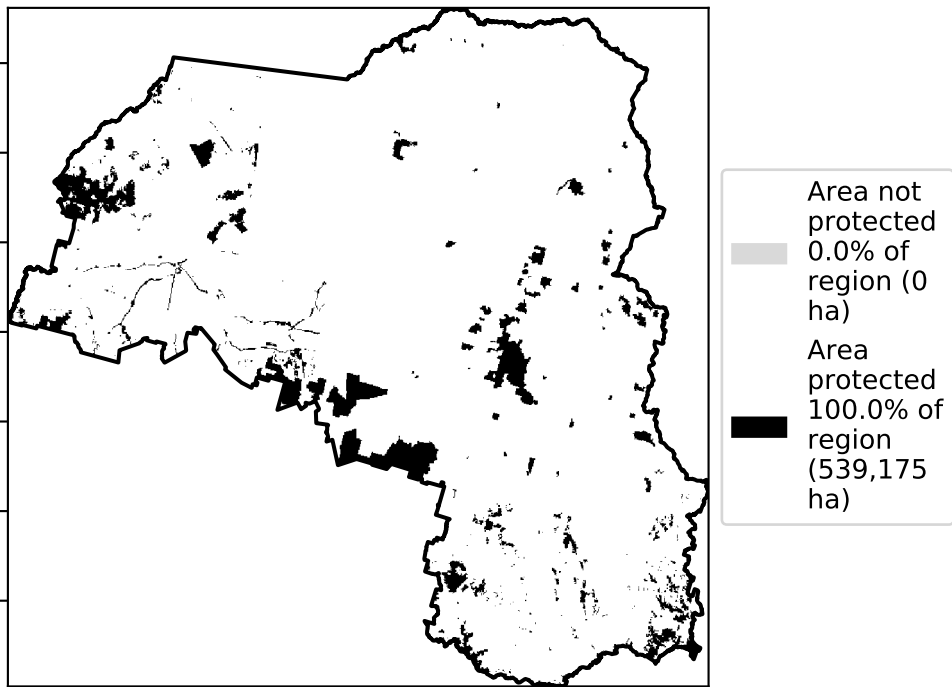 Area not
protected
0.0% of
region (0
ha)
Area
protected
100.0% of
region
(539,175
ha)